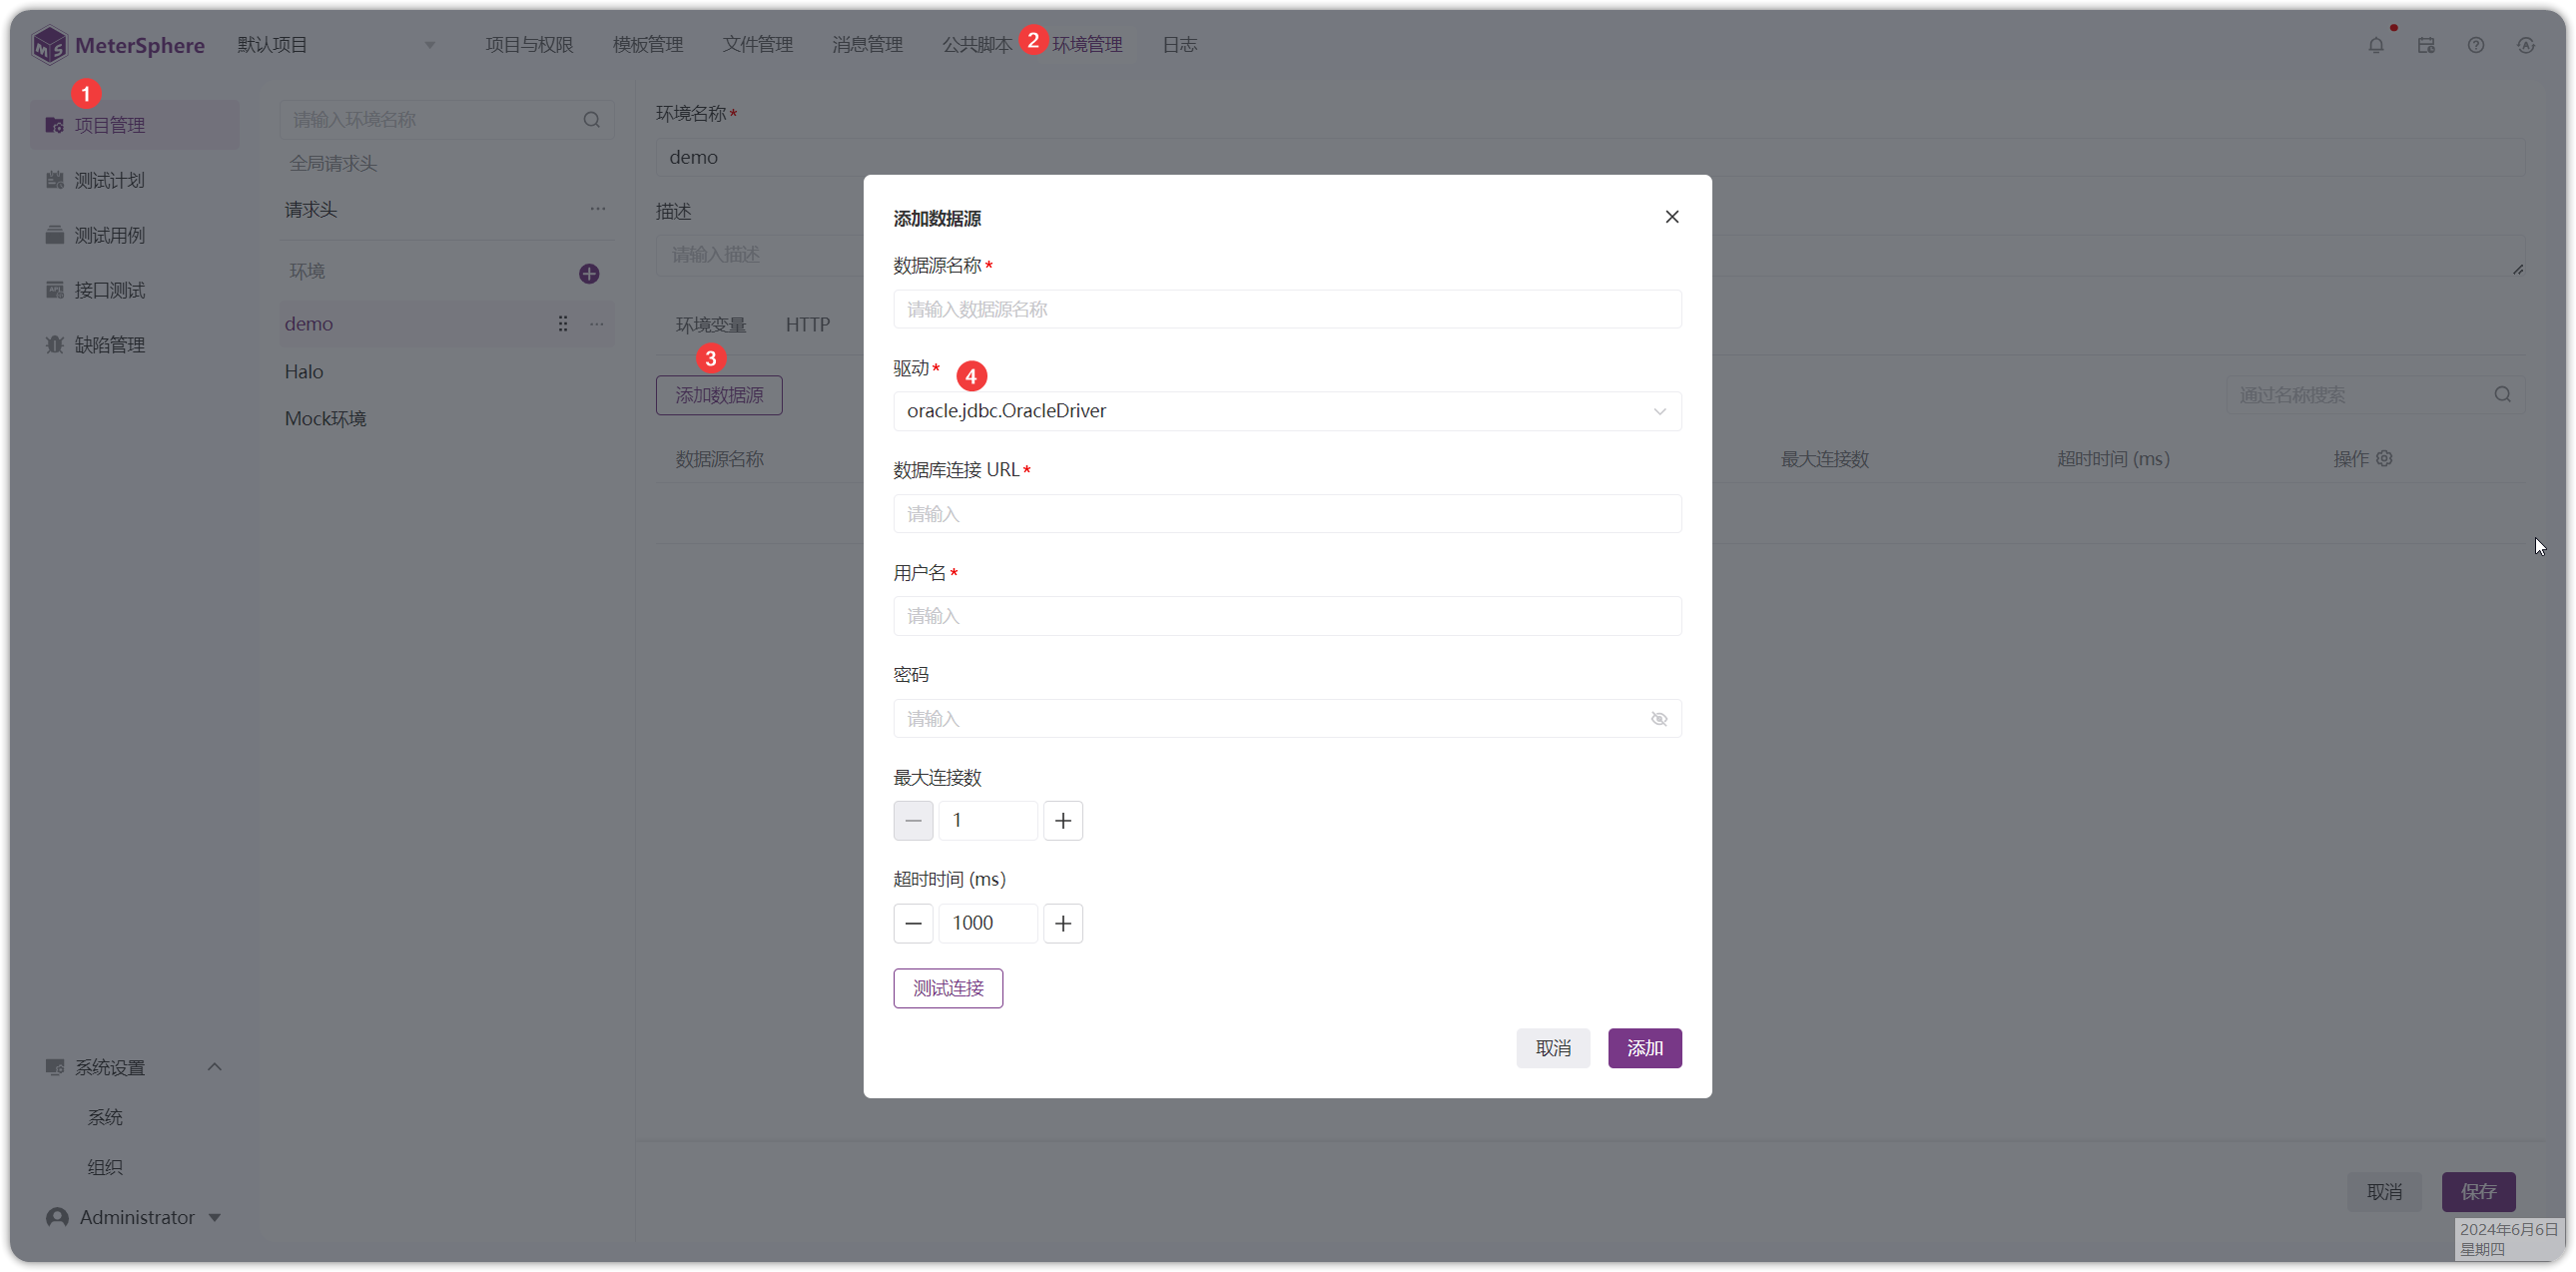 MeterSphere
默认项目
项目与权限
模板管理
文件管理
消息管理
公共脚本
2
环境管理
日志
1
项目管理
测试计划
测试用例
接口测试
缺陷管理
系统设置
系统
组织
Administrator
请输入环境名称
全局请求头
请求头
环境
demo
Halo
Mock环境
环境名称*
demo
描述
请输入描述
环境变量
HTTP
3
添加数据源
通过名称搜索
数据源名称
最大连接数
超时时间 (ms)
操作
添加数据源
数据源名称*
请输入数据源名称
驱动*
4
oracle.jdbc.OracleDriver
数据库连接 URL*
请输入
用户名*
请输入
密码
请输入
最大连接数
1
超时时间 (ms)
1000
测试连接
取消
添加
取消
保存
2024年6月6日
星期四